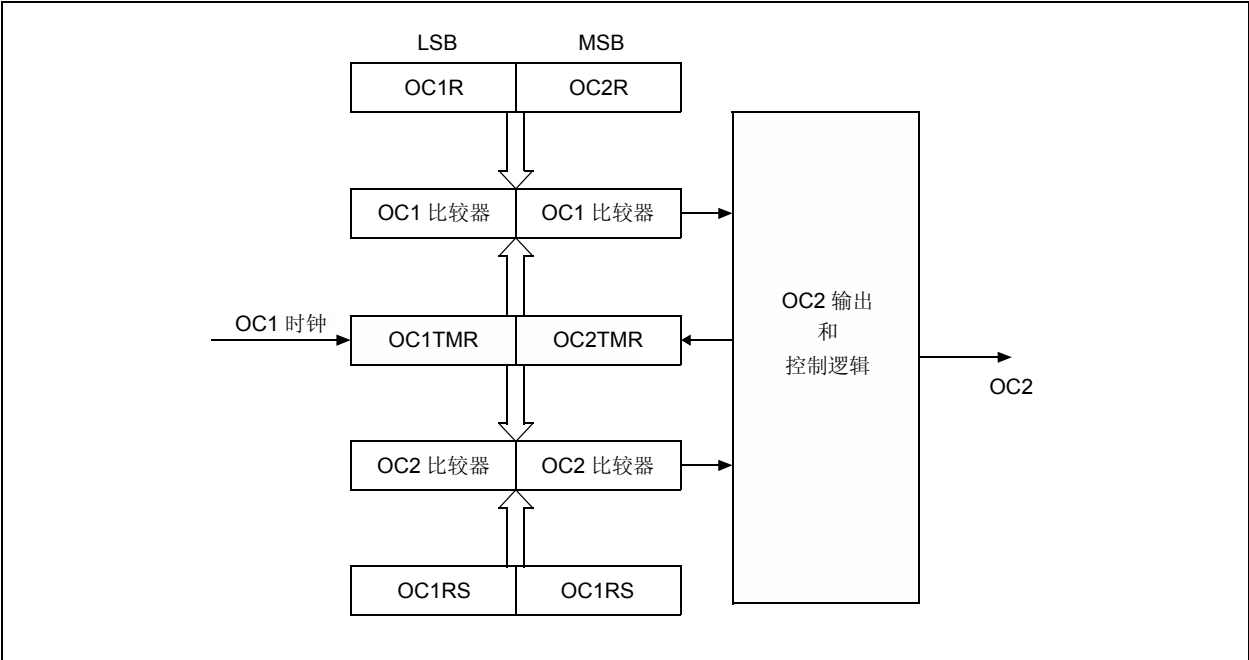 LSB MSB
OC1R OC2R
OC1 比较器 OC1 比较器
OC1 时钟
OC1TMR OC2TMR
OC2 输出
和
控制逻辑
OC2
OC2 比较器 OC2 比较器
OC1RS OC1RS